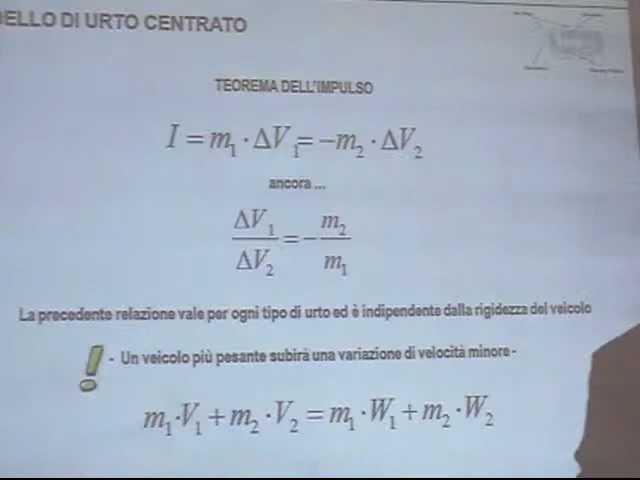 DELLO DI URTO CENTRATO
TEOREMA DELL'IMPULSO
I = m₁ · ΔV₁ = −m₂ · ΔV₂
ancora ...
ΔV₁ / ΔV₂ = − m₂ / m₁
La precedente relazione vale per ogni tipo di urto ed è indipendente dalla rigidezza del veicolo
! - Un veicolo più pesante subirà una variazione di velocità minore -
m₁·V₁ + m₂·V₂ = m₁·W₁ + m₂·W₂